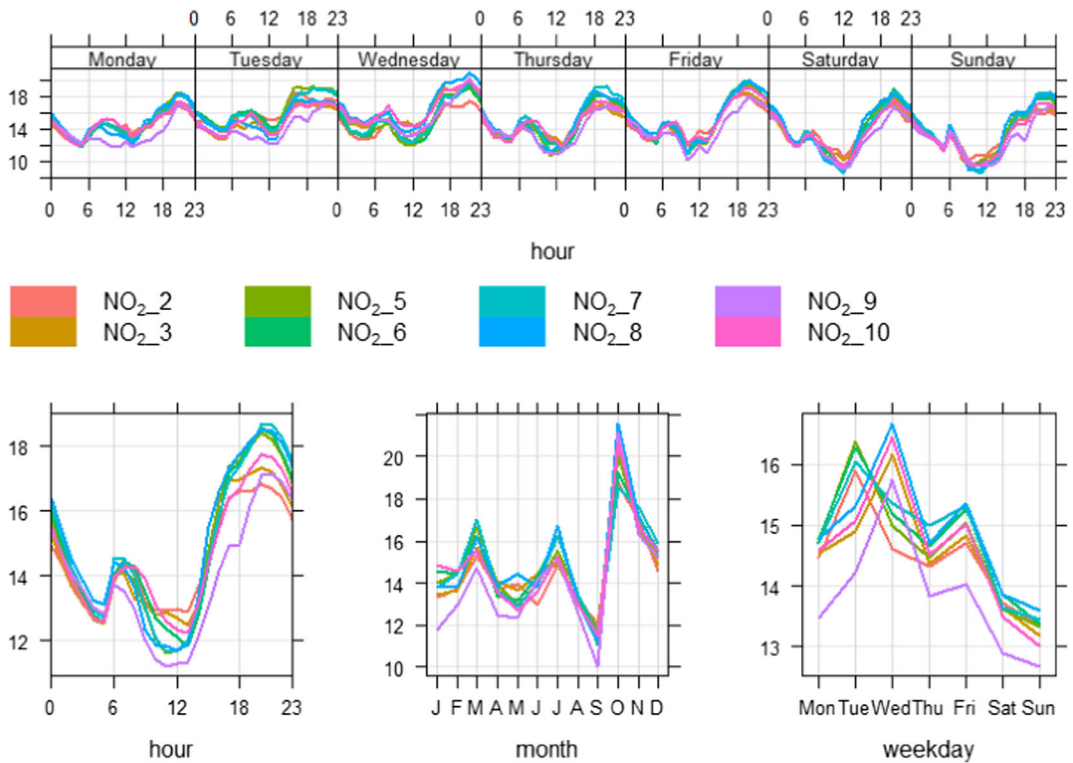 0 6 12 18 23 0 6 12 18 23 0 6 12 18 23
Monday Tuesday Wednesday Thursday Friday Saturday Sunday
18
14
10
0 6 12 18 23 0 6 12 18 23 0 6 12 18 23 0 6 12 18 23
hour
NO₂_2 NO₂_5 NO₂_7 NO₂_9
NO₂_3 NO₂_6 NO₂_8 NO₂_10
18
16
14
12
0 6 12 18 23
hour
20
18
16
14
12
10
J F M A M J J A S O N D
month
16
15
14
13
Mon Tue Wed Thu Fri Sat Sun
weekday